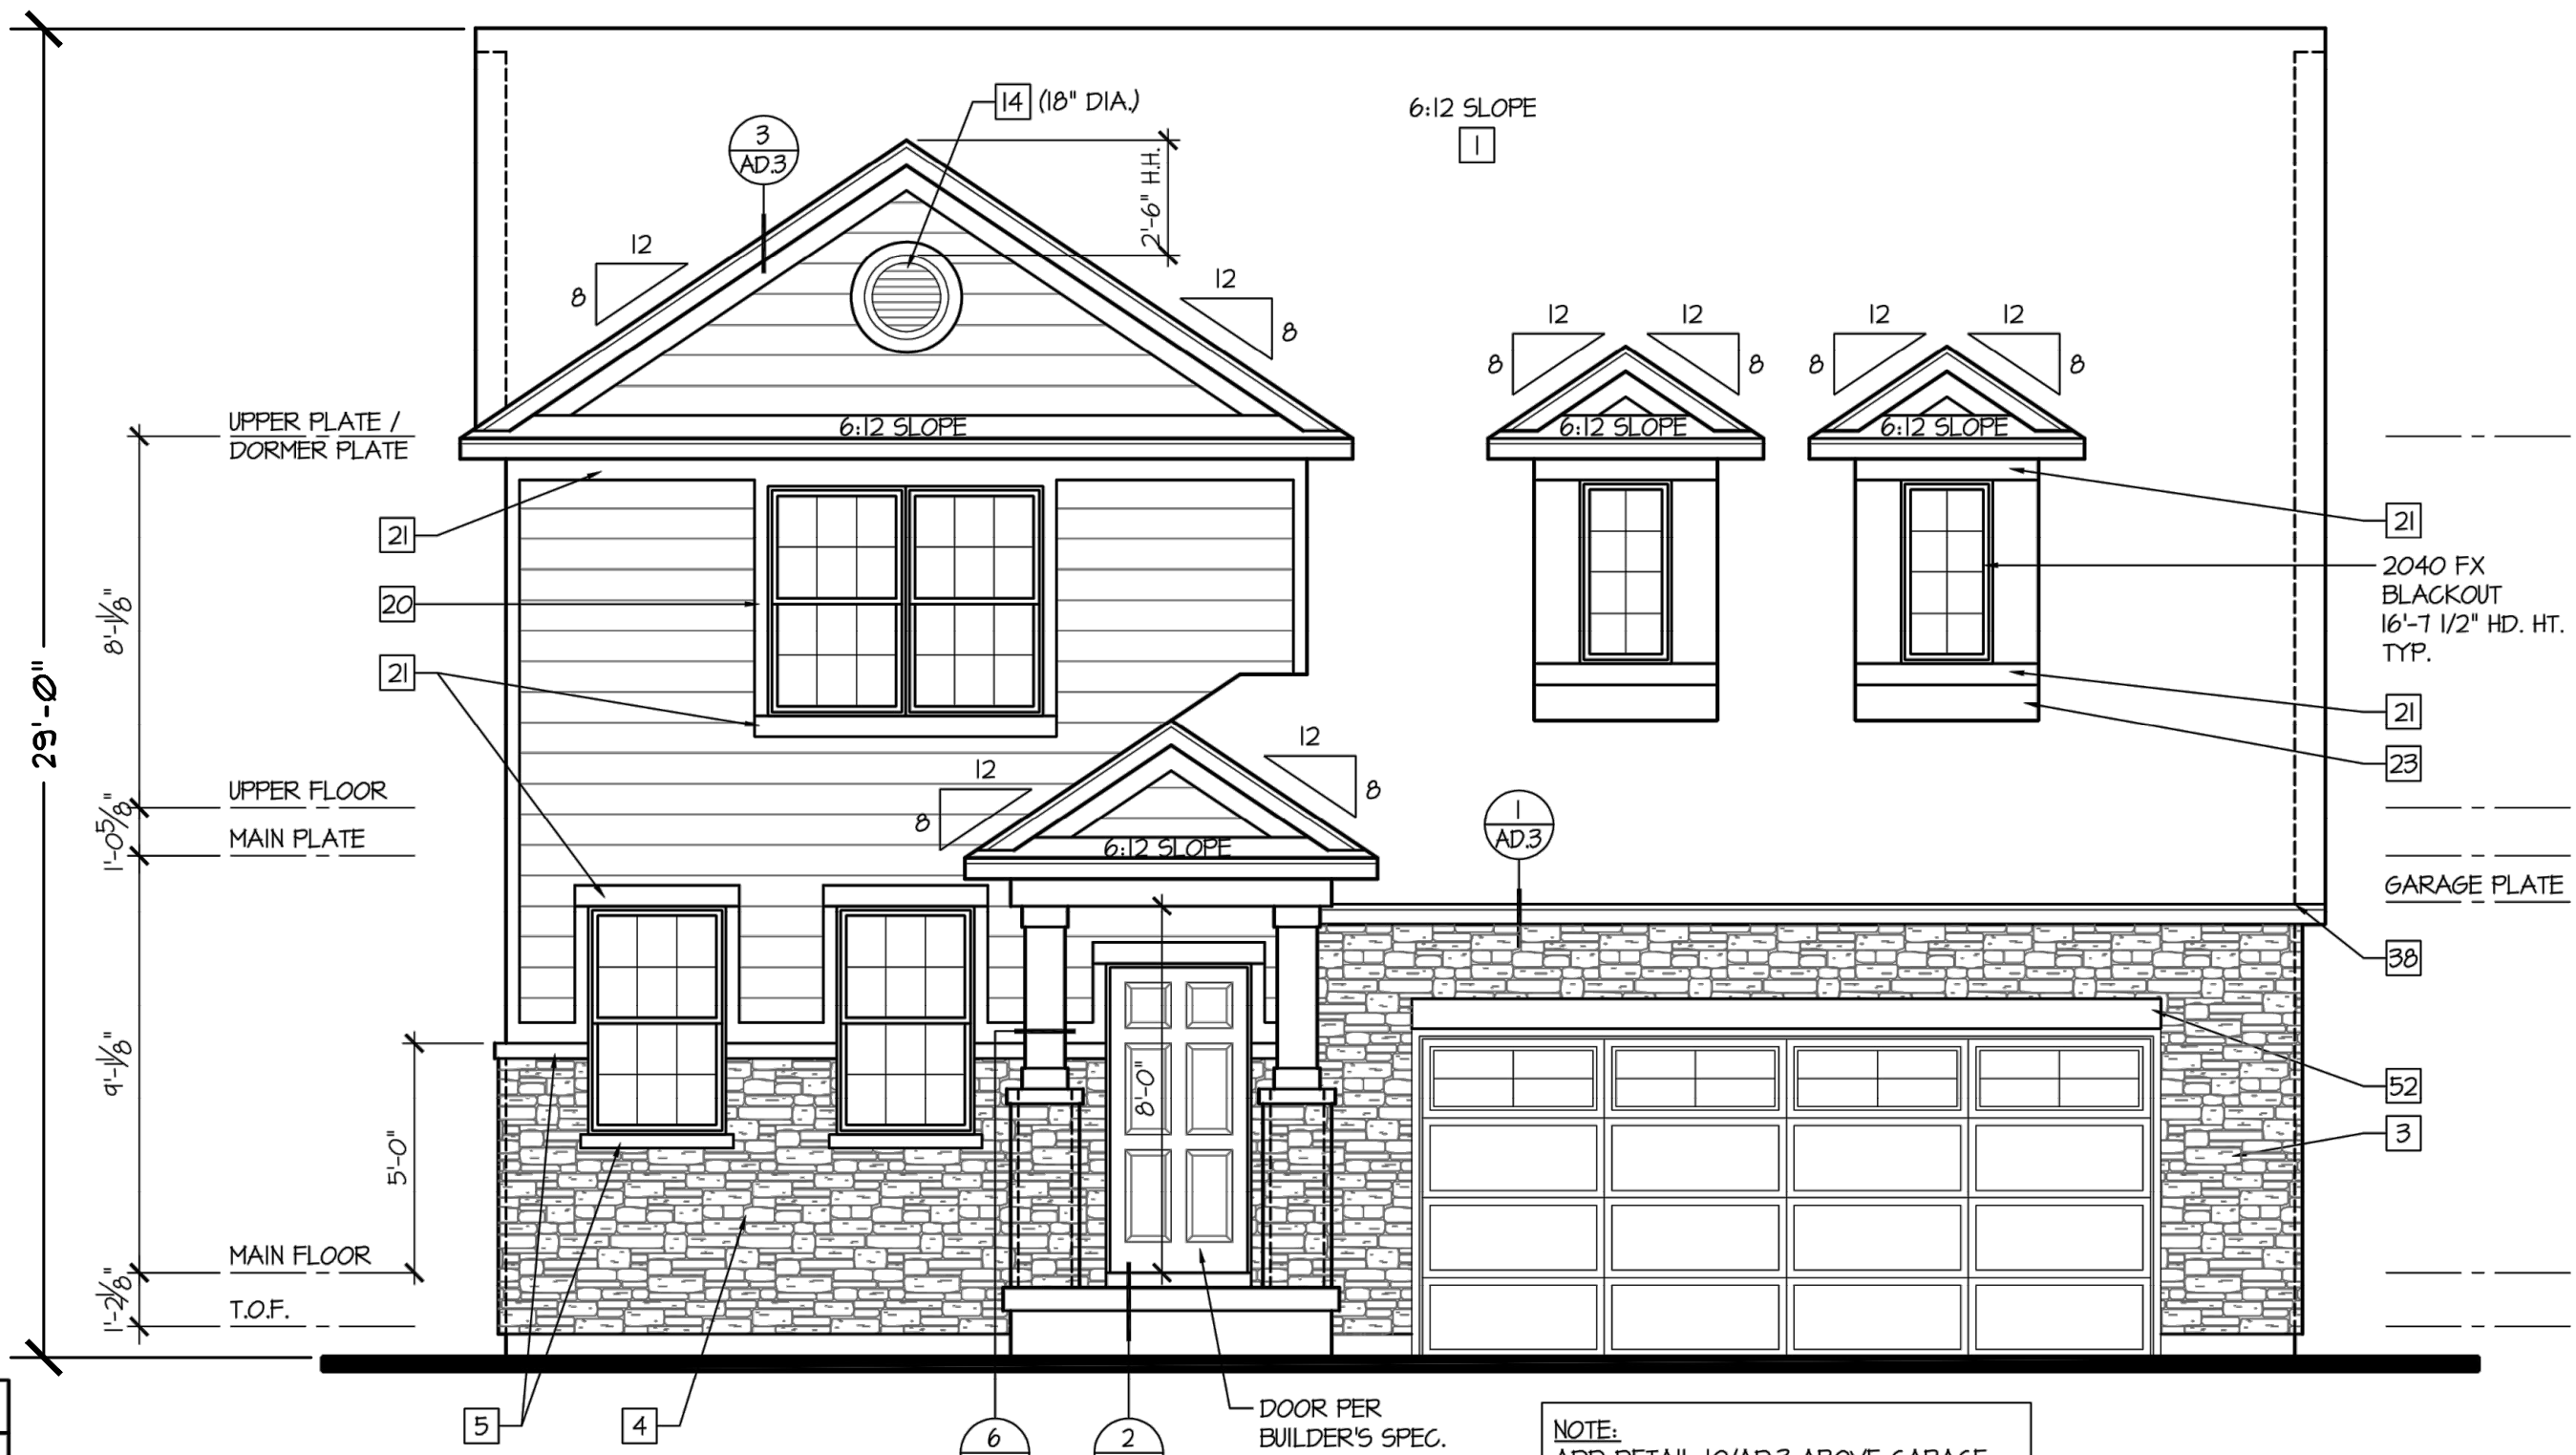 14 (18" DIA.)
6:12 SLOPE
1
3
AD.3
2'-6" H.H.
12
8
12
8
12
12
12
12
8
8
8
8
UPPER PLATE /
DORMER PLATE
6:12 SLOPE
6:12 SLOPE
6:12 SLOPE
21
21
2040 FX
BLACKOUT
16'-7 1/2" HD. HT.
TYP.
20
8'-1 1/8"
21
29'-0"
21
23
12
8
12
8
UPPER FLOOR
1'-0 5/8"
MAIN PLATE
6:12 SLOPE
1
AD.3
GARAGE PLATE
38
9'-1 1/8"
5'-0"
8'-0"
52
3
MAIN FLOOR
1'-2 1/8"
T.O.F.
5
4
6
2
DOOR PER
BUILDER'S SPEC.
NOTE: